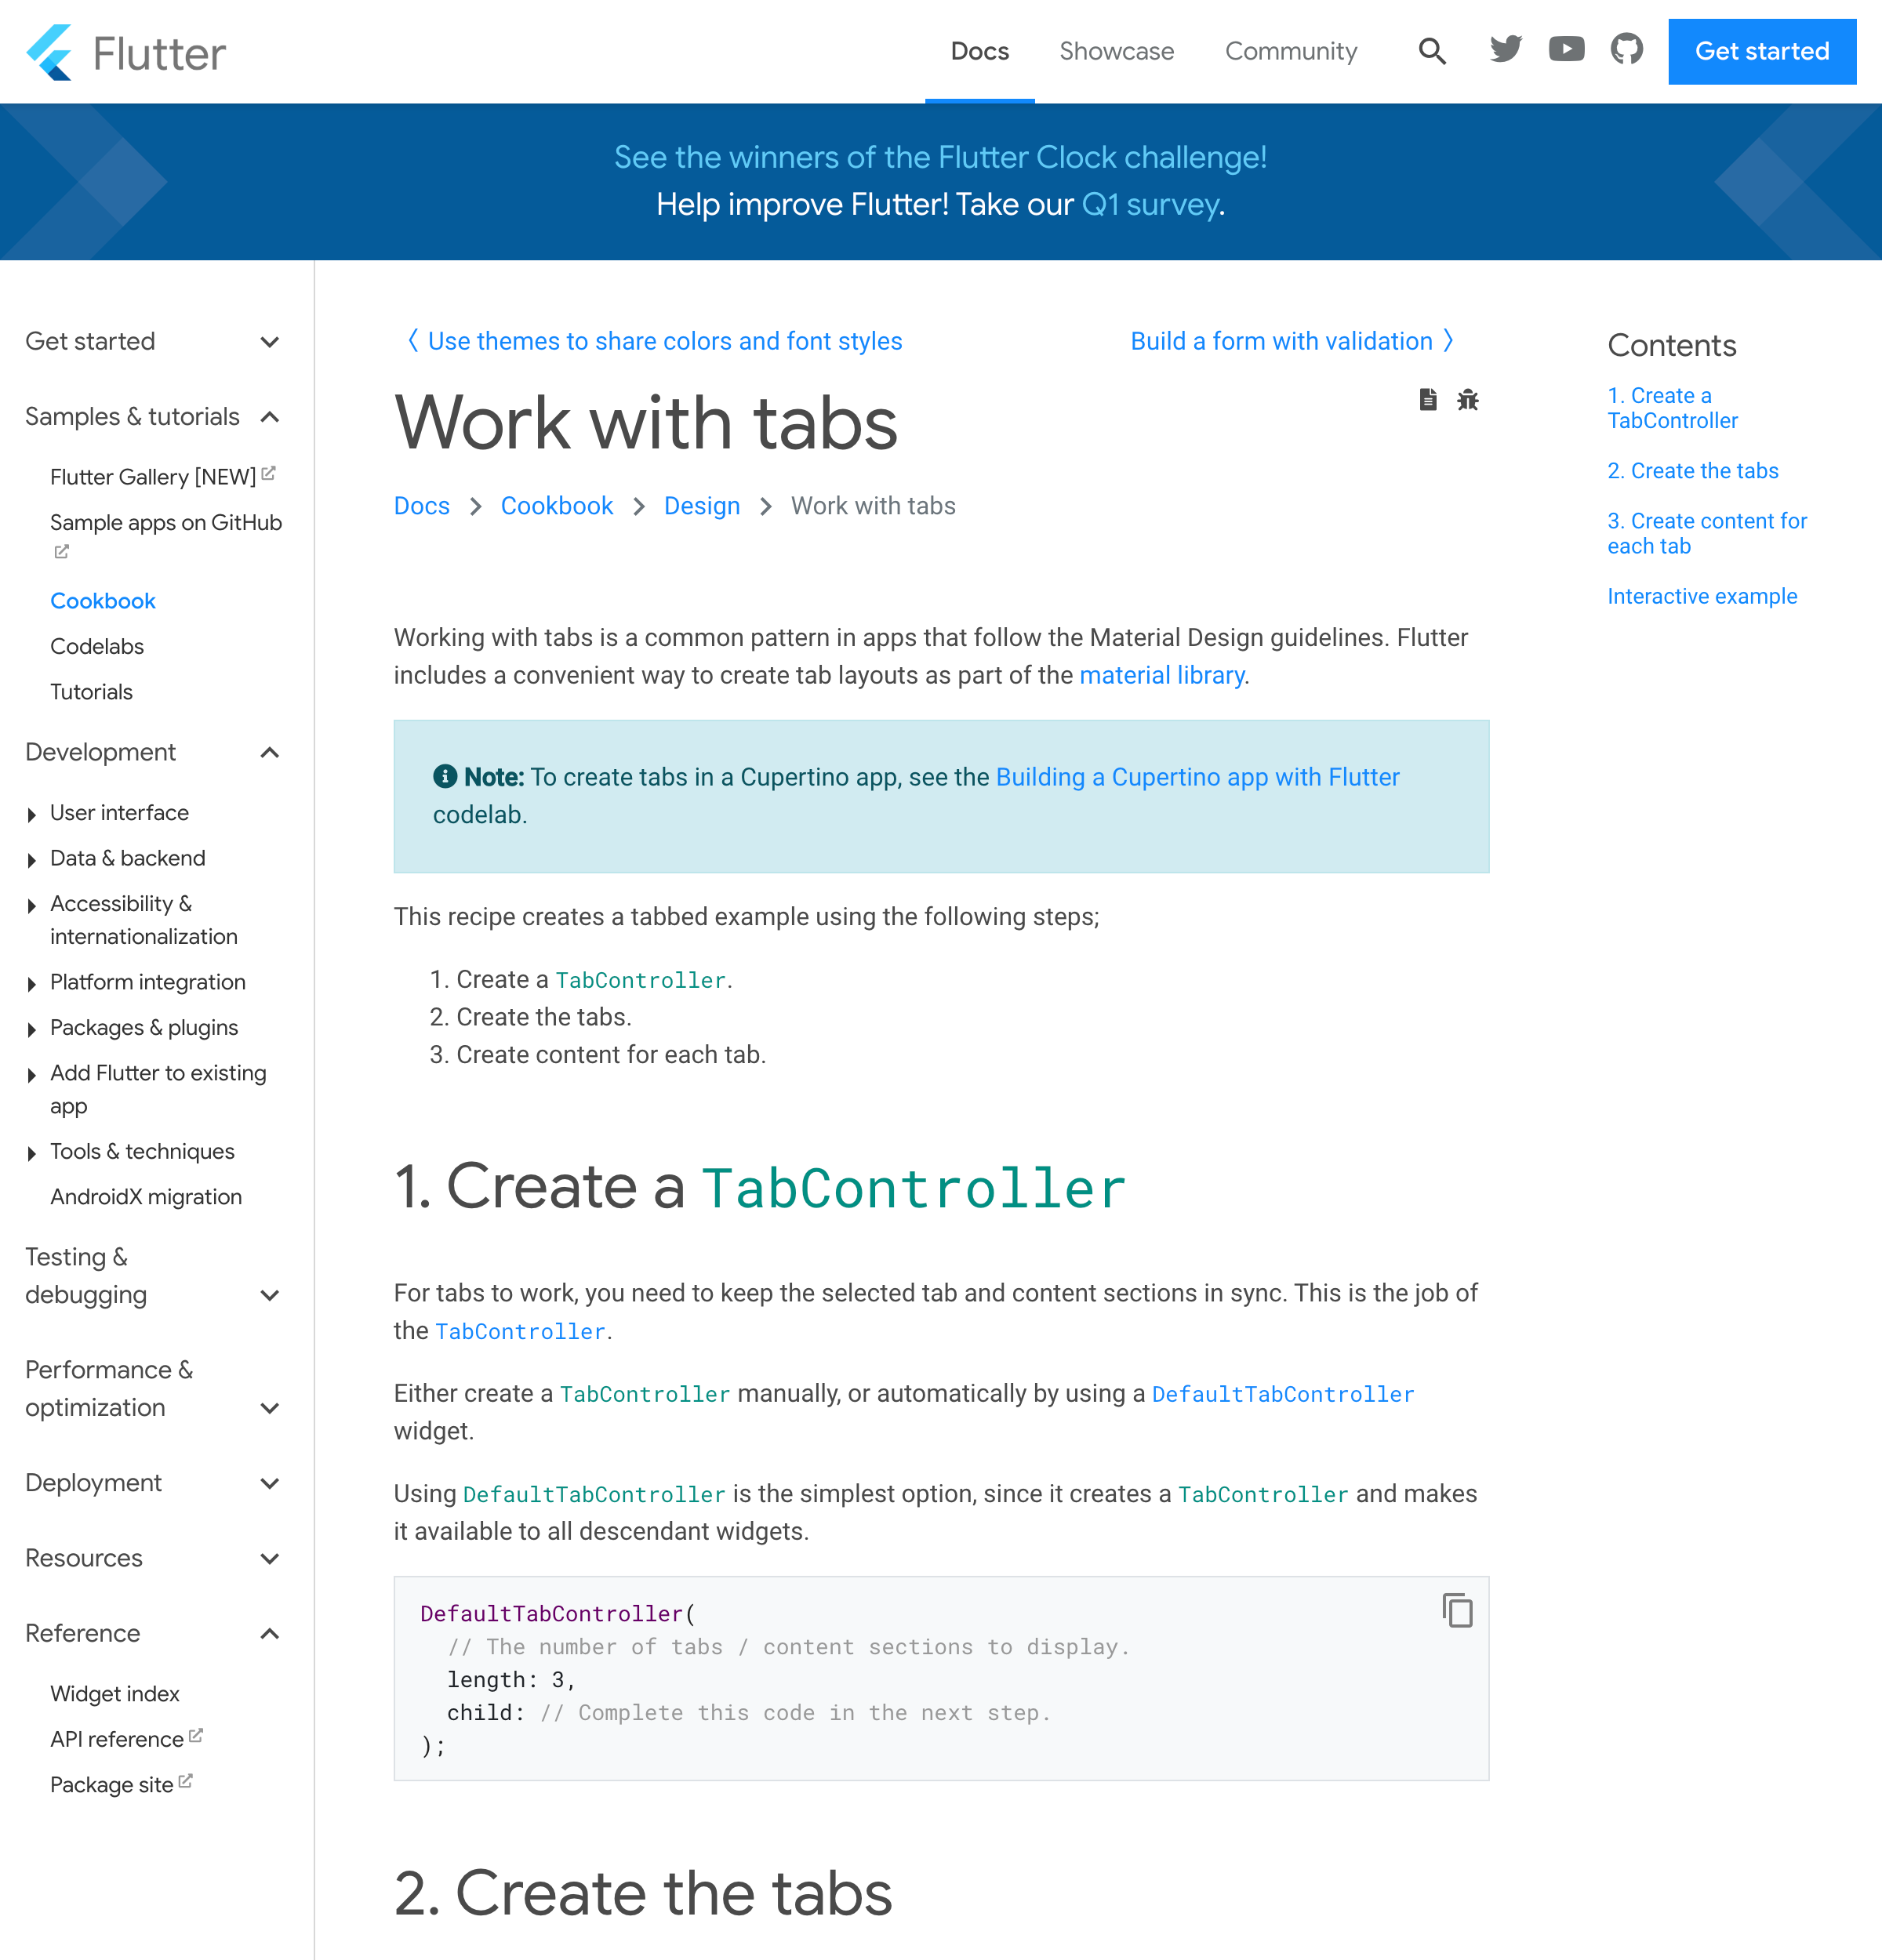 Flutter
Docs
Showcase
Community
Get started
See the winners of the Flutter Clock challenge!
Help improve Flutter! Take our Q1 survey.
Get started
Samples & tutorials
Flutter Gallery [NEW]
Sample apps on GitHub
Cookbook
Codelabs
Tutorials
Development
User interface
Data & backend
Accessibility &
internationalization
Platform integration
Packages & plugins
Add Flutter to existing
app
Tools & techniques
AndroidX migration
Testing &
debugging
Performance &
optimization
Deployment
Resources
Reference
Widget index
API reference
Package site
〈 Use themes to share colors and font styles
Build a form with validation 〉
Work with tabs
Docs > Cookbook > Design > Work with tabs
Working with tabs is a common pattern in apps that follow the Material Design guidelines. Flutter
includes a convenient way to create tab layouts as part of the material library.
Note: To create tabs in a Cupertino app, see the Building a Cupertino app with Flutter
codelab.
This recipe creates a tabbed example using the following steps;
1. Create a TabController.
2. Create the tabs.
3. Create content for each tab.
1. Create a TabController
For tabs to work, you need to keep the selected tab and content sections in sync. This is the job of
the TabController.
Either create a TabController manually, or automatically by using a DefaultTabController
widget.
Using DefaultTabController is the simplest option, since it creates a TabController and makes
it available to all descendant widgets.
DefaultTabController(
  // The number of tabs / content sections to display.
  length: 3,
  child: // Complete this code in the next step.
);
2. Create the tabs
Contents
1. Create a
TabController
2. Create the tabs
3. Create content for
each tab
Interactive example